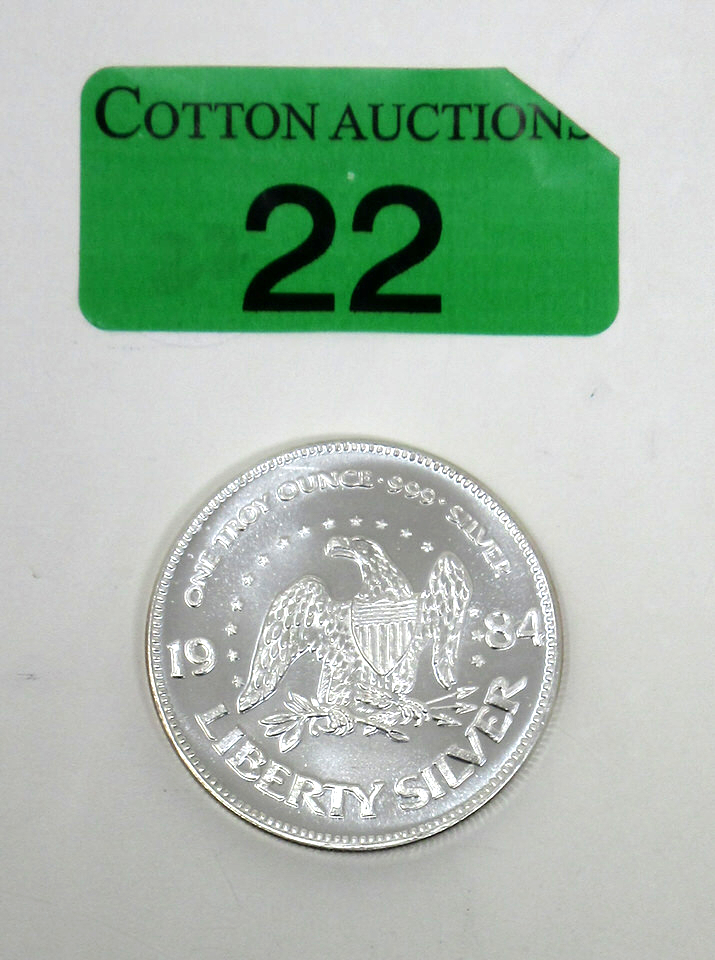 COTTON AUCTIONS
22
ONE TROY OUNCE · 999 · SILVER
19 84
LIBERTY SILVER